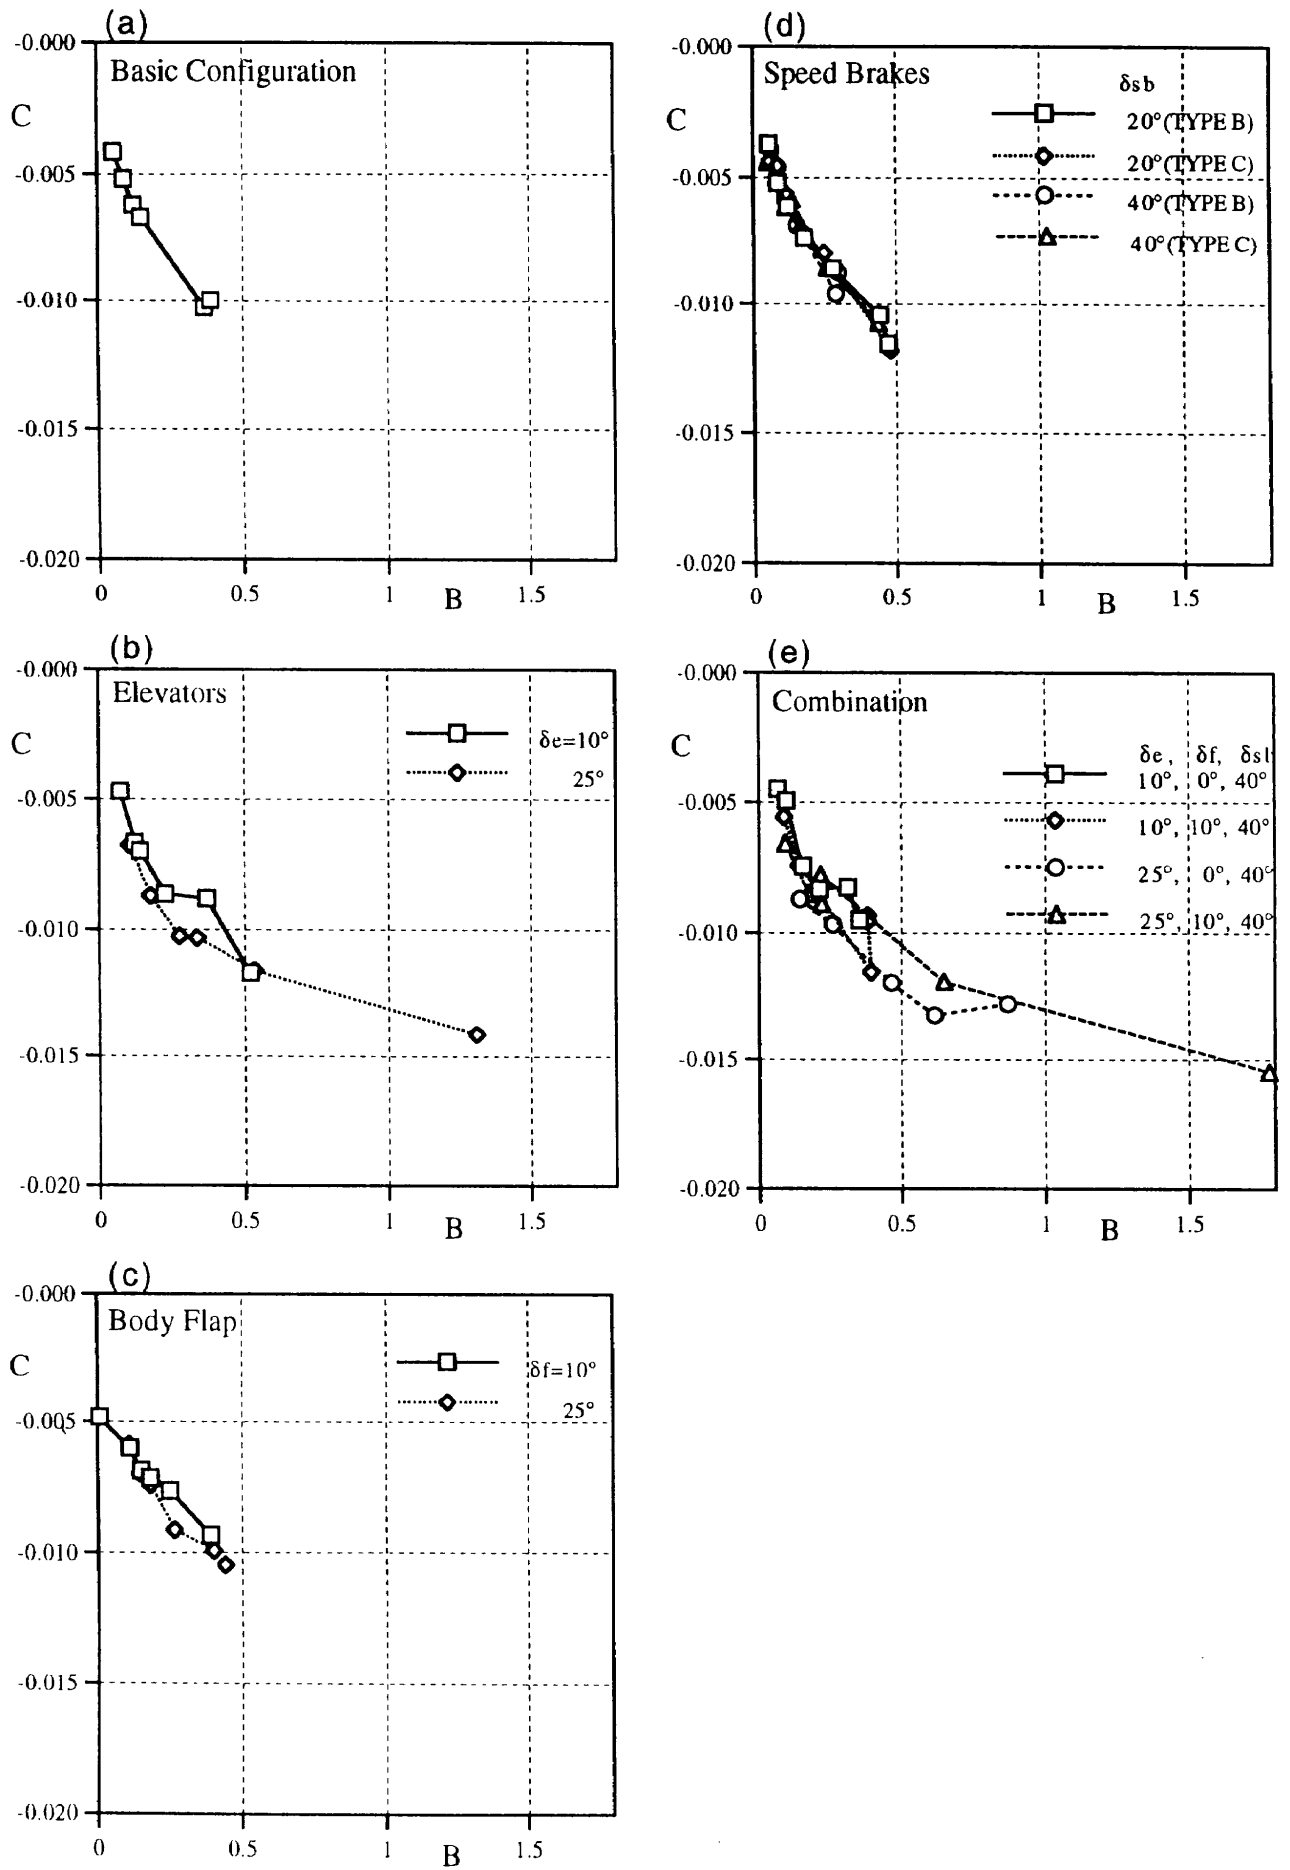 (a)
Basic Configuration
C
-0.000
-0.005
-0.010
-0.015
-0.020
0
0.5
1
1.5
B
(b)
Elevators
C
δe=10°
25°
-0.000
-0.005
-0.010
-0.015
-0.020
0
0.5
1
1.5
B
(c)
Body Flap
C
δf=10°
25°
-0.000
-0.005
-0.010
-0.015
-0.020
0
0.5
1
1.5
B
(d)
Speed Brakes
C
δsb
20°(TYPE B)
20°(TYPE C)
40°(TYPE B)
40°(TYPE C)
-0.000
-0.005
-0.010
-0.015
-0.020
0
0.5
1
1.5
B
(e)
Combination
C
δe, δf,
10°, 0°, 40°
10°, 10°, 40°
25°, 0°, 40°
25°, 10°, 40°
-0.000
-0.005
-0.010
-0.015
-0.020
0
0.5
1
1.5
B